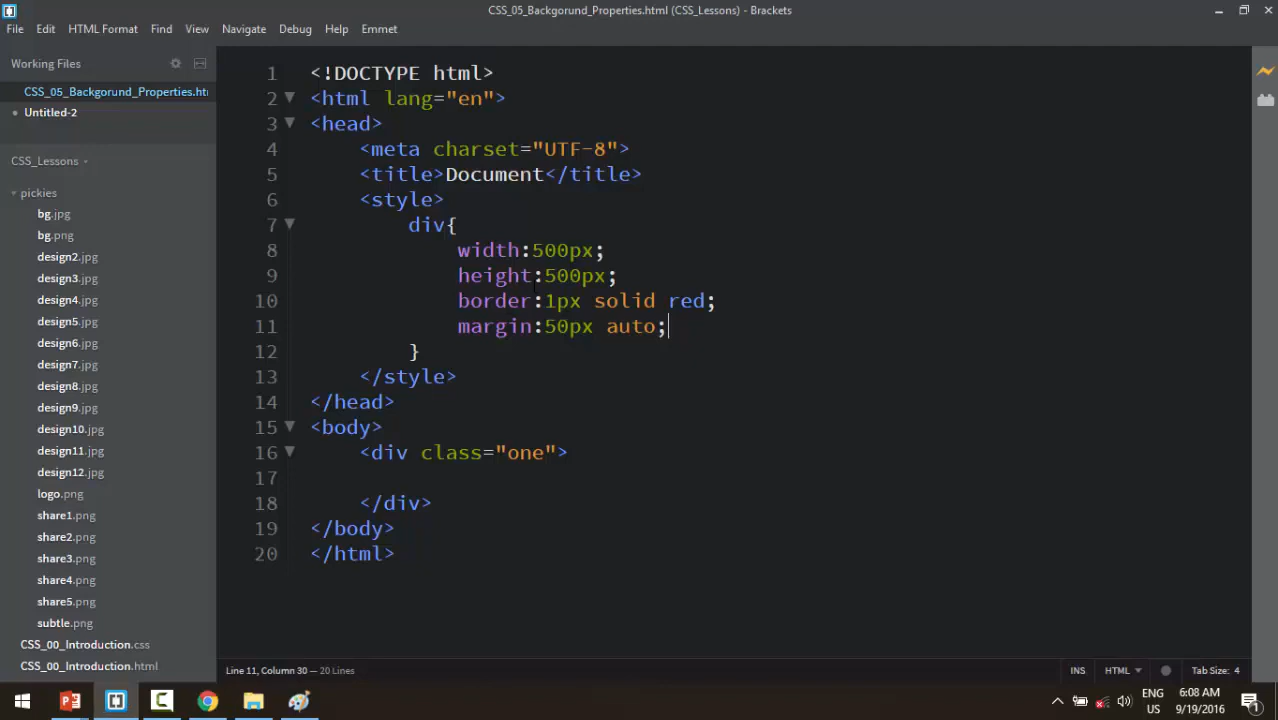 CSS_05_Backgorund_Properties.html (CSS_Lessons) - Brackets
File Edit HTML Format Find View Navigate Debug Help Emmet
Working Files
CSS_05_Backgorund_Properties.htr
Untitled-2
CSS_Lessons
pickies
bg.jpg
bg.png
design2.jpg
design3.jpg
design4.jpg
design5.jpg
design6.jpg
design7.jpg
design8.jpg
design9.jpg
design10.jpg
design11.jpg
design12.jpg
logo.png
share1.png
share2.png
share3.png
share4.png
share5.png
subtle.png
CSS_00_Introduction.css
CSS_00_Introduction.html
1 <!DOCTYPE html>
2 <html lang="en">
3 <head>
4 <meta charset="UTF-8">
5 <title>Document</title>
6 <style>
7 div{
8 width:500px;
9 height:500px;
10 border:1px solid red;
11 margin:50px auto;
12 }
13 </style>
14 </head>
15 <body>
16 <div class="one">
17
18 </div>
19 </body>
20 </html>
Line 11, Column 30 — 20 Lines
INS HTML Tab Size: 4
ENG 6:08 AM
US 9/19/2016